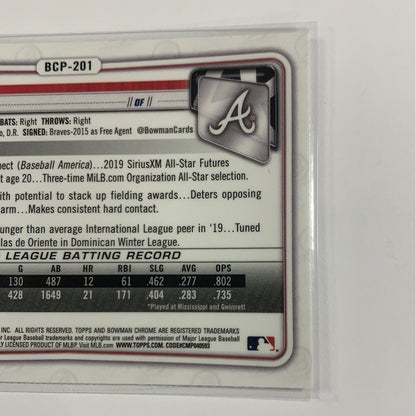 BCP-201
// OF //
BATS: Right THROWS: Right
D.R. SIGNED: Braves-2015 as Free Agent @BowmanCards
A
(Baseball America)...2019 SiriusXM All-Star Futures
at age 20...Three-time MiLB.com Organization All-Star selection.
with potential to stack up fielding awards...Deters opposing
arm...Makes consistent hard contact.
than average International League peer in '19...Tuned
de Oriente in Dominican Winter League.
LEAGUE BATTING RECORD
G AB HR RBI SLG AVG OPS
130 487 12 61 .462 .277 .802
428 1649 21 171 .404 .283 .735
*Played at Mississippi and Gwinnett
INC. ALL RIGHTS RESERVED. TOPPS AND BOWMAN CHROME ARE REGISTERED TRADEMARKS
League Baseball trademarks and copyrights are used with permission of Major League Baseball
LICENSED PRODUCT OF MLBP. Visit MLB.com WWW.TOPPS.COM. CODE#CMP040593